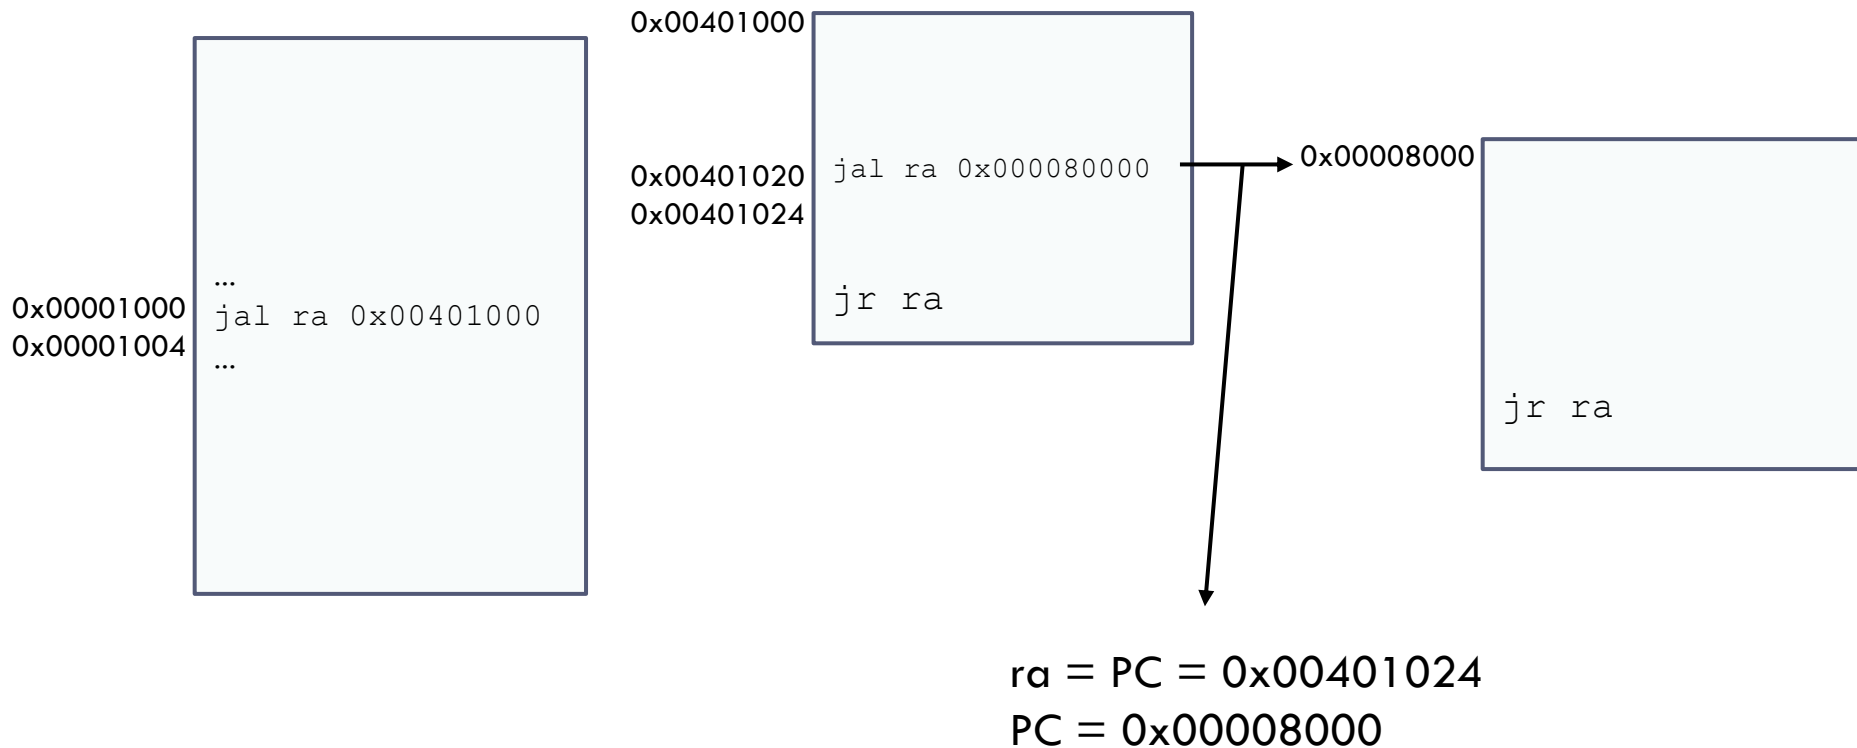 0x00001000
0x00001004
...
jal ra 0x00401000
...
0x00401000
0x00401020
0x00401024
jal ra 0x000080000
jr ra
0x00008000
jr ra
ra = PC = 0x00401024
PC = 0x00008000